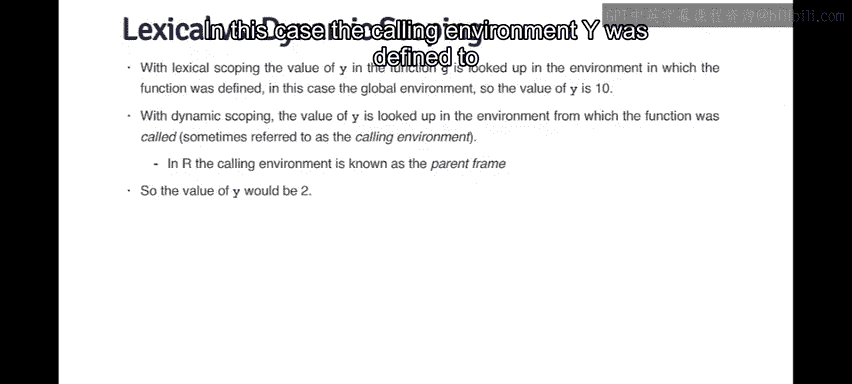 Lexical vs. Dynamic Scoping
In this case the calling environment Y was
defined to
· With lexical scoping the value of y in the function g is looked up in the environment in which the
function was defined, in this case the global environment, so the value of y is 10.
· With dynamic scoping, the value of y is looked up in the environment from which the function was
called (sometimes referred to as the calling environment).
- In R the calling environment is known as the parent frame
· So the value of y would be 2.